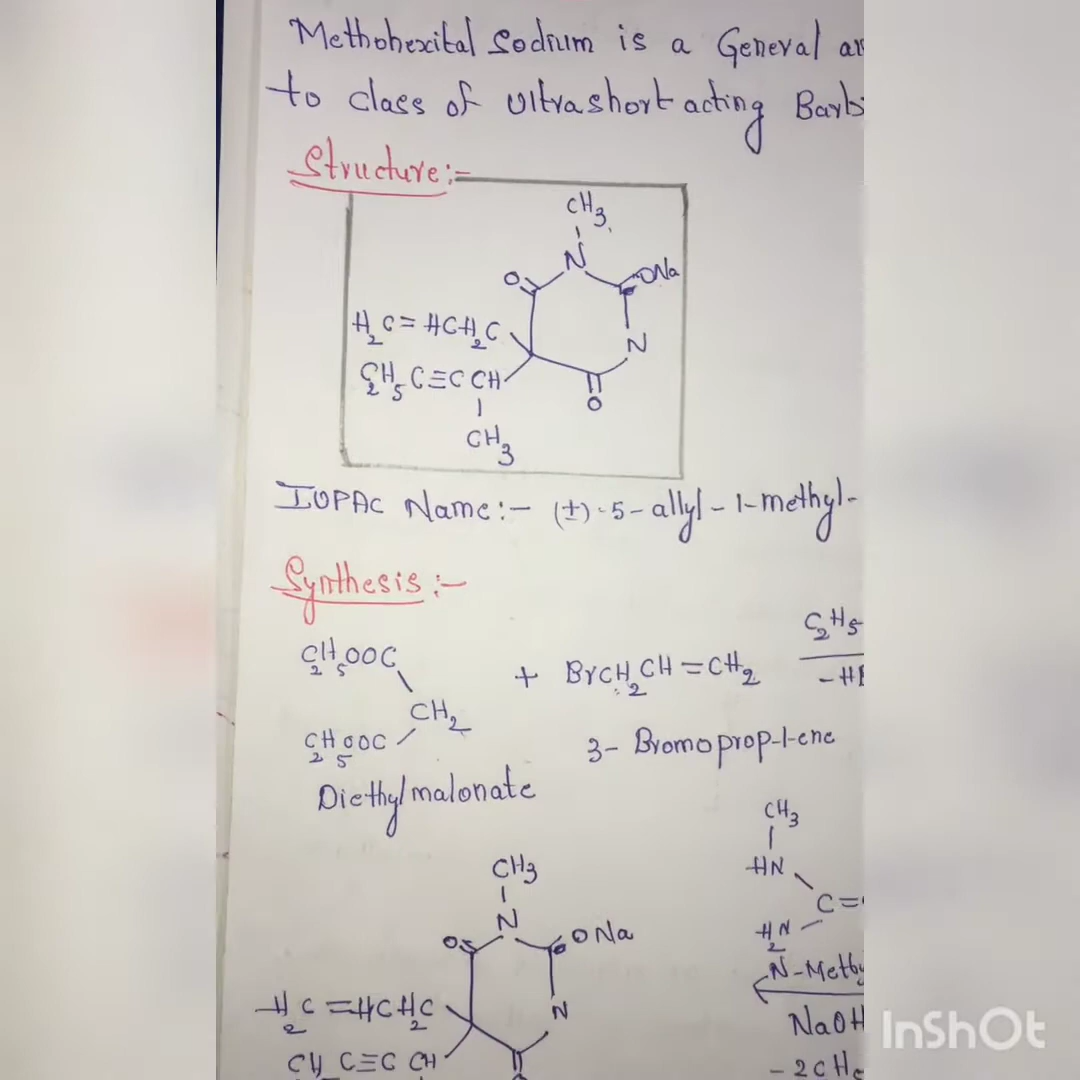 Methohexital Sodium is a General
to class of ultrashort acting
Structure:-
CH3
N
O
ONa
H2C=HCH2C
N
C2H5C≡CCH
O
CH3
IUPAC Name:- (±)-5-allyl-1-methyl-
Synthesis:-
C2H5
C2H5OOC
+ BrCH2CH=CH2
CH2
C2H5OOC
3-Bromoprop-1-ene
Diethylmalonate
CH3
HN
CH3
C=
N
H2N
O
ONa
NaOH
H2C=HCH2C
N
C≡C CH
InShOt